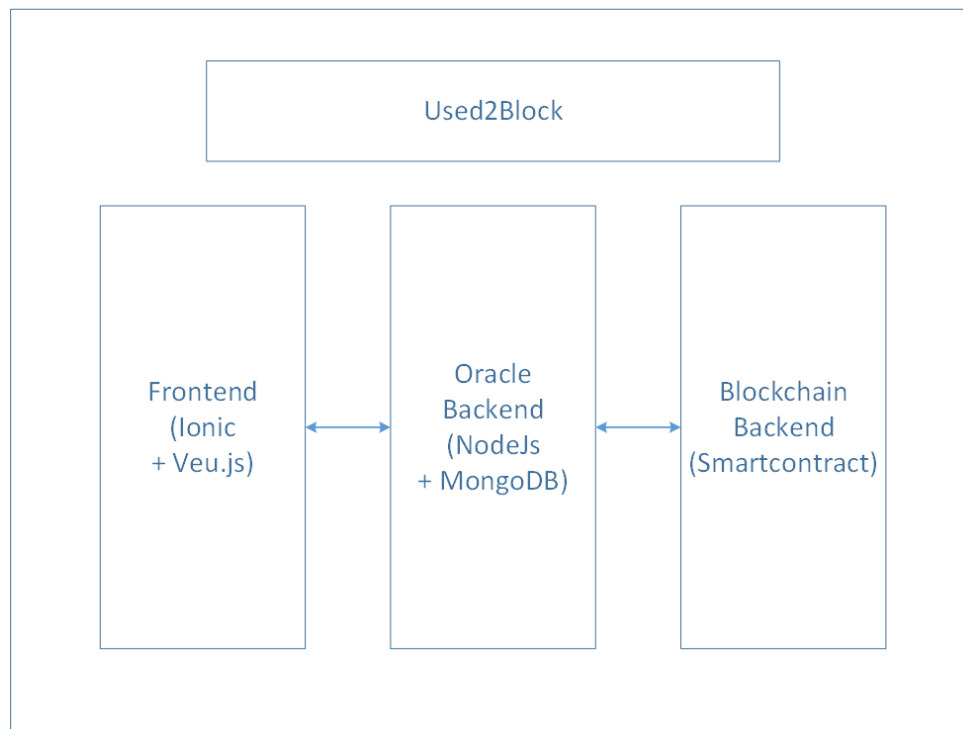 Used2Block
Frontend
(Ionic
+ Veu.js)
Oracle
Backend
(NodeJs
+ MongoDB)
Blockchain
Backend
(Smartcontract)